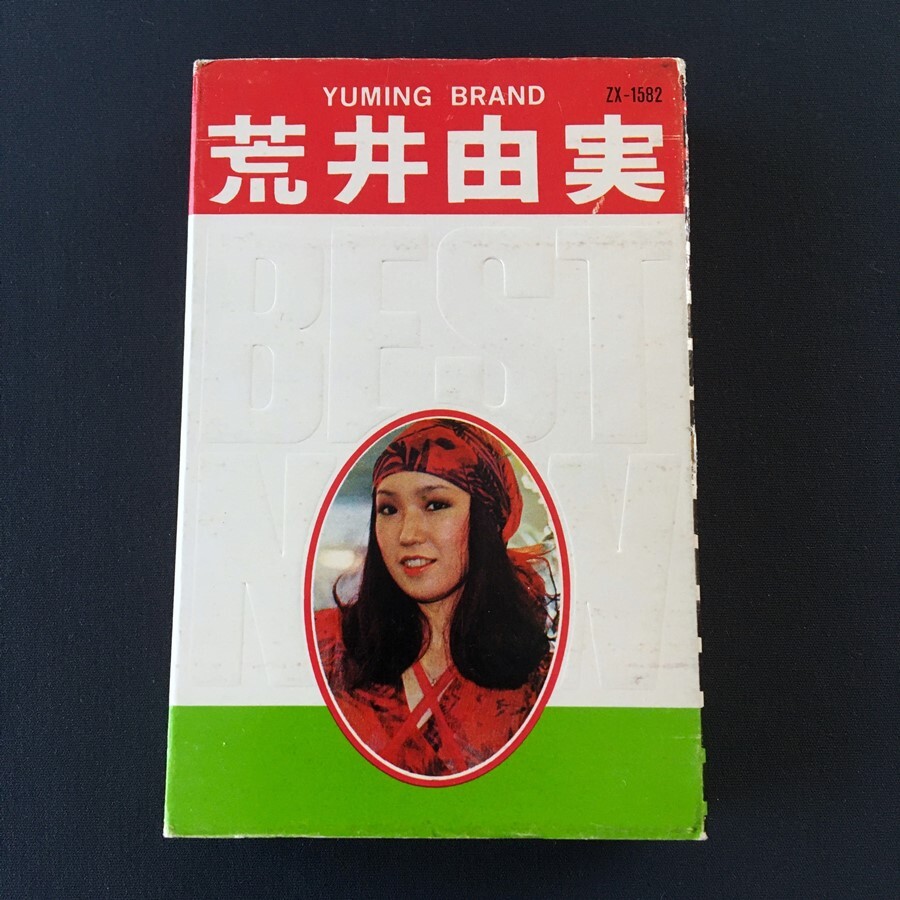 YUMING BRAND ZX-1582
荒井由実
BEST
NOW